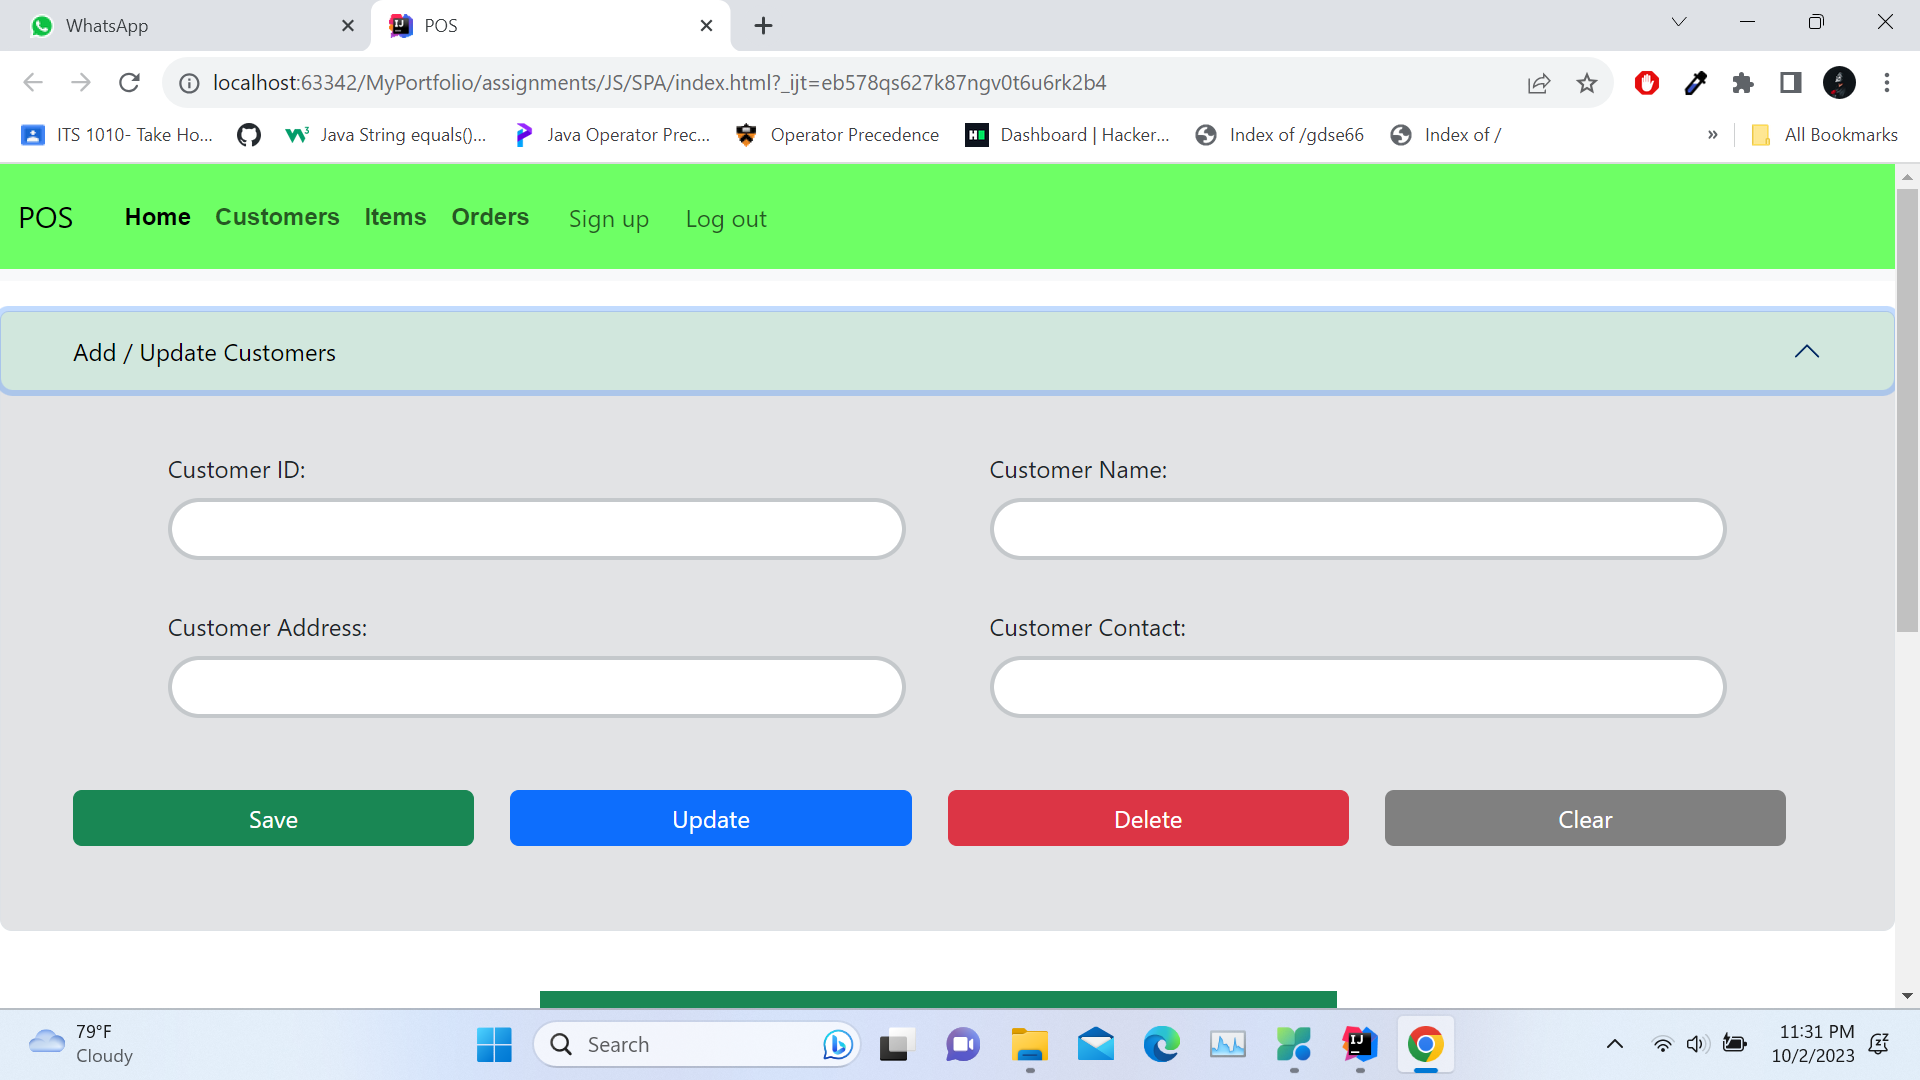 WhatsApp
POS
localhost:63342/MyPortfolio/assignments/JS/SPA/index.html?_ijt=eb578qs627k87ngv0t6u6rk2b4
ITS 1010- Take Ho...
Java String equals()...
Java Operator Prec...
Operator Precedence
Dashboard | Hacker...
Index of /gdse66
Index of /
»
All Bookmarks
POS
Home
Customers
Items
Orders
Sign up
Log out
Add / Update Customers
Customer ID:
Customer Name:
Customer Address:
Customer Contact:
Save
Update
Delete
Clear
79°F
Cloudy
Search
11:31 PM
10/2/2023